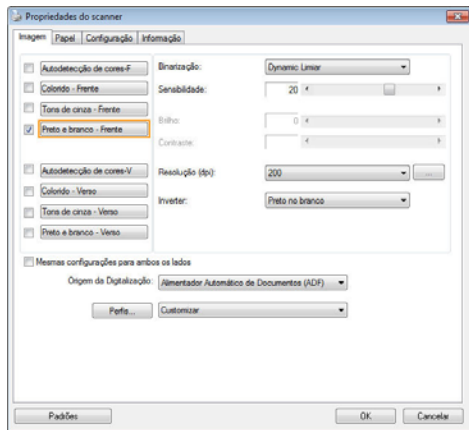 Propriedades do scanner
Imagem Papel Configuração Informação
Autodetecção de cores-F
Colorido - Frente
Tons de cinza - Frente
Preto e branco - Frente
Autodetecção de cores-V
Colorido - Verso
Tons de cinza - Verso
Preto e branco - Verso
Binarização: Dynamic Limiar
Sensibilidade: 20
Brilho: 0
Contraste:
Resolução (dpi): 200 ...
Inverter: Preto no branco
Mesmas configurações para ambos os lados
Origem da Digitalização: Alimentador Automático de Documentos (ADF)
Perfis... Customizar
Padrões OK Cancelar